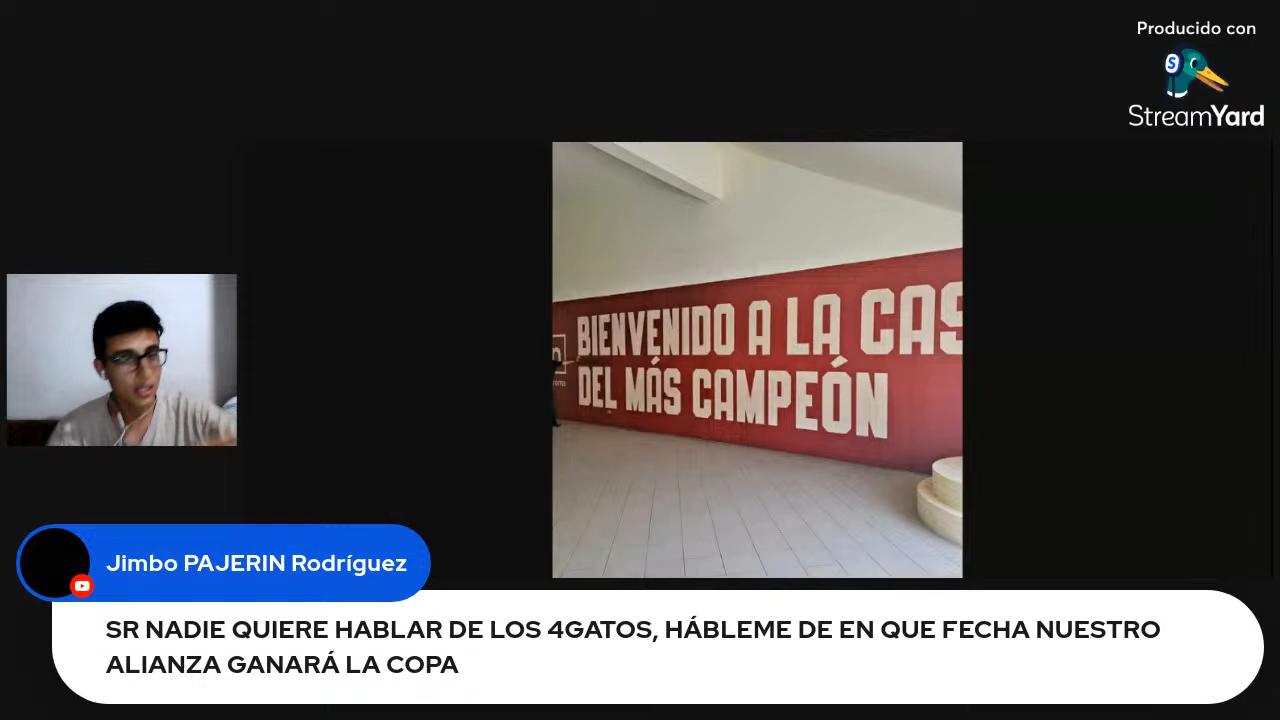 Producido con
S
StreamYard
BIENVENIDO A LA CAS
DEL MÁS CAMPEÓN
Jimbo PAJERIN Rodríguez
SR NADIE QUIERE HABLAR DE LOS 4GATOS, HÁBLEME DE EN QUE FECHA NUESTRO
ALIANZA GANARÁ LA COPA